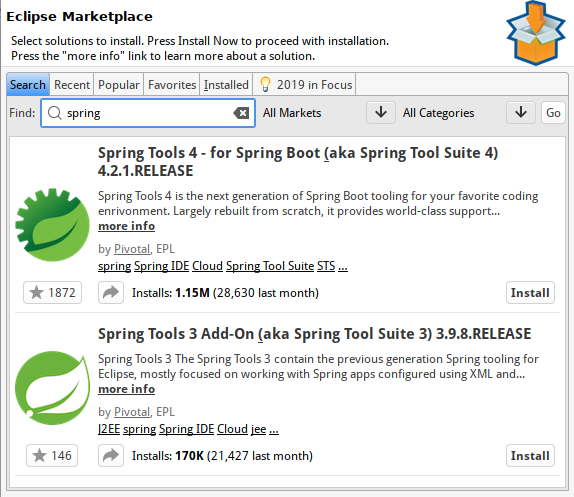 Eclipse Marketplace
Select solutions to install. Press Install Now to proceed with installation.
Press the "more info" link to learn more about a solution.
Search Recent Popular Favorites Installed 2019 in Focus
Find: spring All Markets All Categories Go
Spring Tools 4 - for Spring Boot (aka Spring Tool Suite 4)
4.2.1.RELEASE
Spring Tools 4 is the next generation of Spring Boot tooling for your favorite coding
enrivonment. Largely rebuilt from scratch, it provides world-class support...
more info
by Pivotal, EPL
spring Spring IDE Cloud Spring Tool Suite STS ...
1872 Installs: 1.15M (28,630 last month) Install
Spring Tools 3 Add-On (aka Spring Tool Suite 3) 3.9.8.RELEASE
Spring Tools 3 The Spring Tools 3 contain the previous generation Spring tooling for
Eclipse, mostly focused on working with Spring apps configured using XML and...
more info
by Pivotal, EPL
J2EE spring Spring IDE Cloud jee ...
146 Installs: 170K (21,427 last month) Install